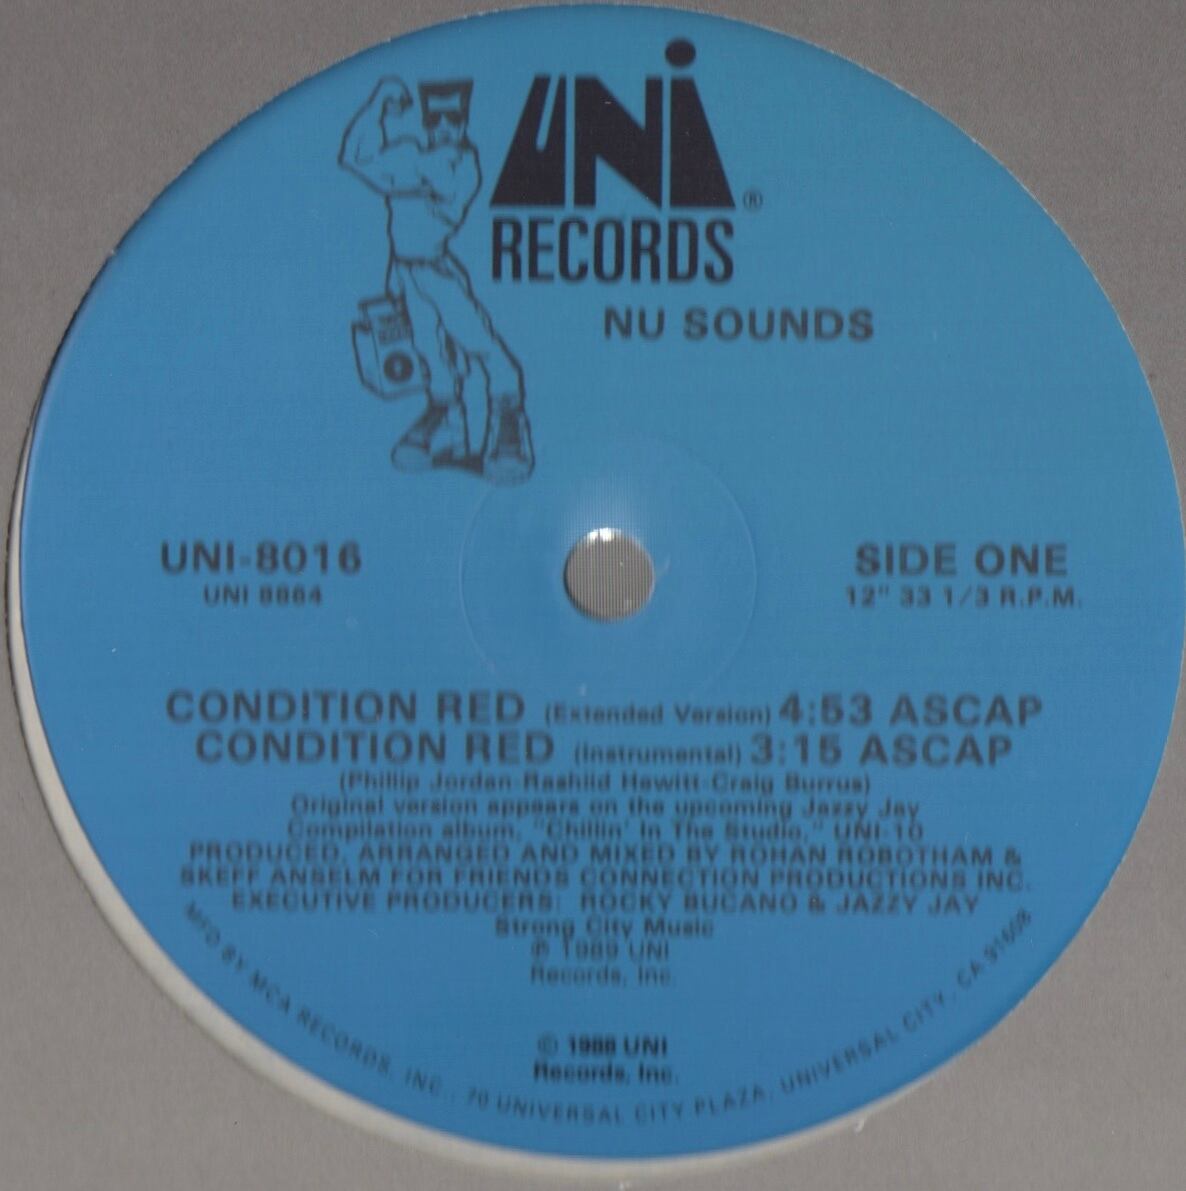 UNi®
RECORDS
NU SOUNDS
UNI-8016
UNI 8864
SIDE ONE
12" 33 1/3 R.P.M.
CONDITION RED (Extended Version) 4:53 ASCAP
CONDITION RED (Instrumental) 3:15 ASCAP
(Phillip Jordan-Rashiid Hewitt-Craig Burrus)
Original version appears on the upcoming Jazzy Jay
Compilation album, "Chillin' In The Studio," UNI-10
PRODUCED, ARRANGED AND MIXED BY ROHAN ROBOTHAM &
SKEFF ANSELM FOR FRIENDS CONNECTION PRODUCTIONS INC.
EXECUTIVE PRODUCERS: ROCKY BUCANO & JAZZY JAY
Strong City Music
℗ 1989 UNI
Records, Inc.
© 1988 UNI
Records, Inc.
MFD BY MCA RECORDS, INC., 70 UNIVERSAL CITY PLAZA, UNIVERSAL CITY, CA 91608